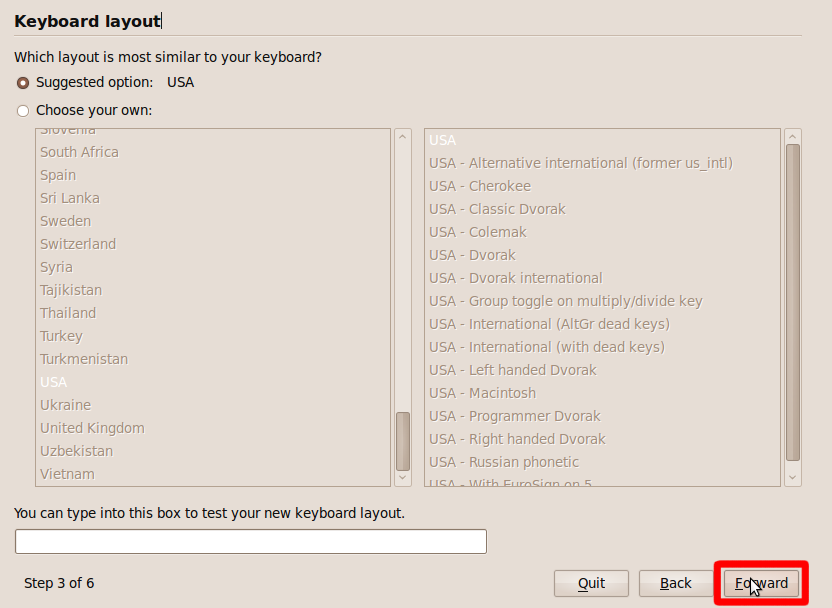 Keyboard layout
Which layout is most similar to your keyboard?
Suggested option: USA
Choose your own:
Slovenia
South Africa
Spain
Sri Lanka
Sweden
Switzerland
Syria
Tajikistan
Thailand
Turkey
Turkmenistan
USA
Ukraine
United Kingdom
Uzbekistan
Vietnam
USA
USA - Alternative international (former us_intl)
USA - Cherokee
USA - Classic Dvorak
USA - Colemak
USA - Dvorak
USA - Dvorak international
USA - Group toggle on multiply/divide key
USA - International (AltGr dead keys)
USA - International (with dead keys)
USA - Left handed Dvorak
USA - Macintosh
USA - Programmer Dvorak
USA - Right handed Dvorak
USA - Russian phonetic
USA - With EuroSign on 5
You can type into this box to test your new keyboard layout.
Step 3 of 6
Quit
Back
Forward